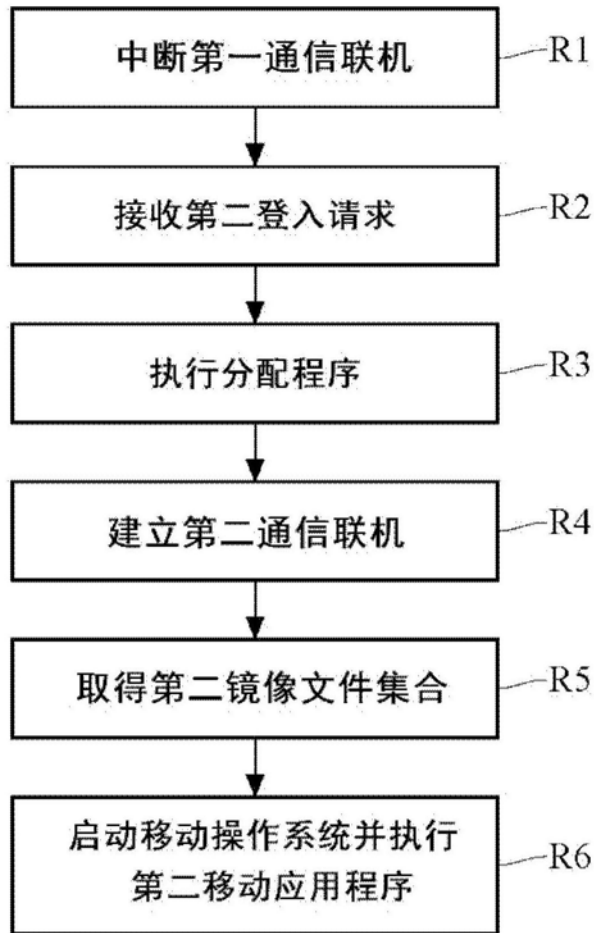 中断第一通信联机
R1
接收第二登入请求
R2
执行分配程序
R3
建立第二通信联机
R4
取得第二镜像文件集合
R5
启动移动操作系统并执行
第二移动应用程序
R6